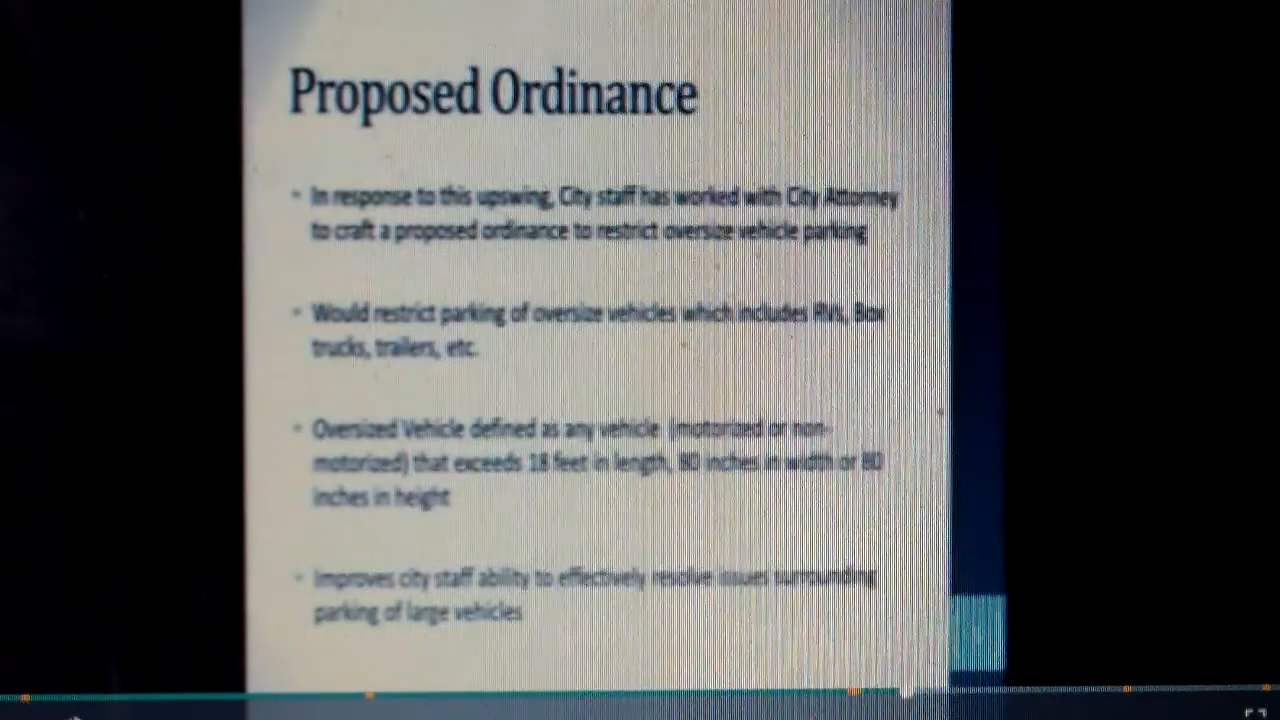 Proposed Ordinance
• In response to this upswing, City staff has worked with City Attorney
to craft a proposed ordinance to restrict oversize vehicle parking
• Would restrict parking of oversize vehicles which includes RVs, Box
trucks, trailers, etc.
• Oversized Vehicle defined as any vehicle (motorized or non-
motorized) that exceeds 18 feet in length, 80 inches in width or 80
inches in height
• Improves city staff ability to effectively resolve issues surrounding
parking of large vehicles